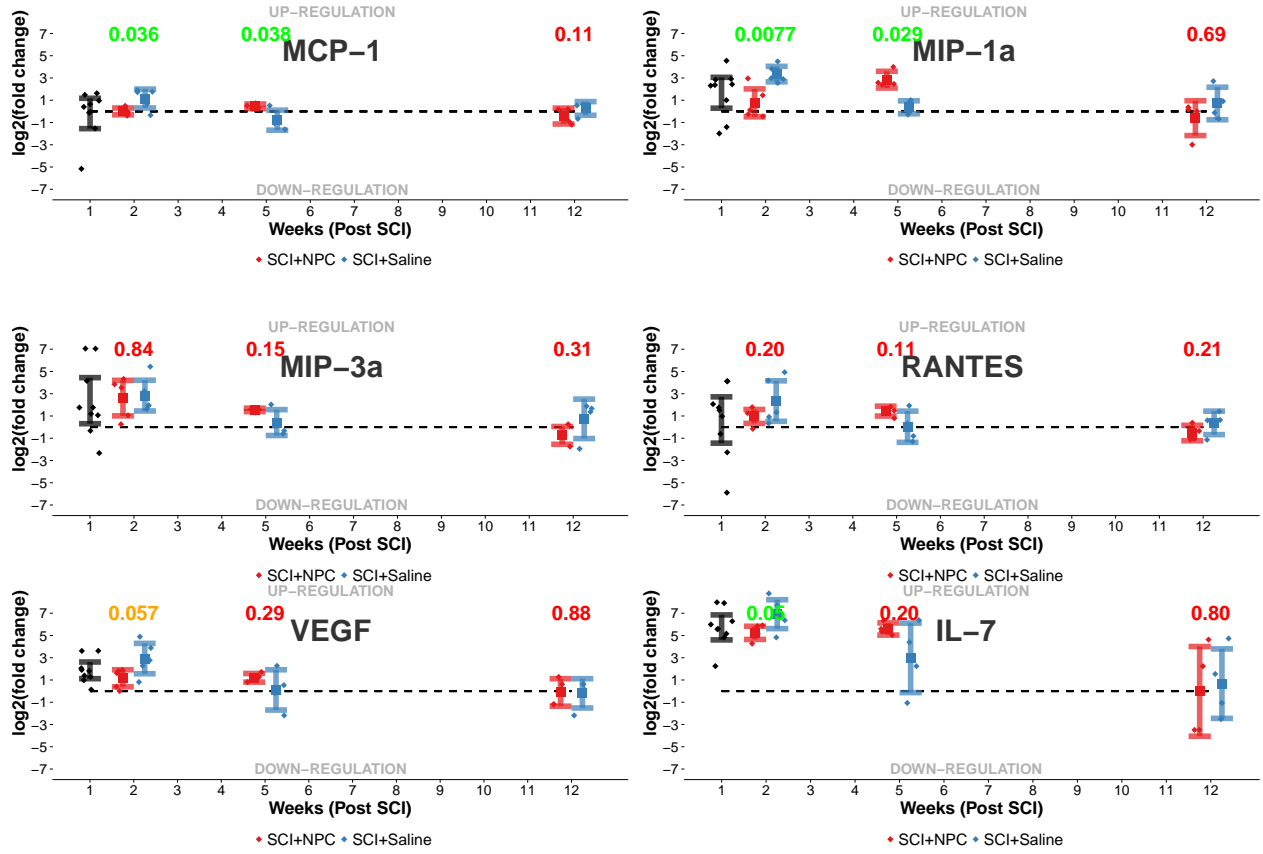 UP−REGULATION
0.036 0.038 0.11
MCP−1
log2(fold change)
7
5
3
1
−1
−3
−5
−7
DOWN−REGULATION
1 2 3 4 5 6 7 8 9 10 11 12
Weeks (Post SCI)
SCI+NPC SCI+Saline
UP−REGULATION
0.0077 0.029 0.69
MIP−1a
log2(fold change)
7
5
3
1
−1
−3
−5
−7
DOWN−REGULATION
1 2 3 4 5 6 7 8 9 10 11 12
Weeks (Post SCI)
SCI+NPC SCI+Saline
UP−REGULATION
0.84 0.15 0.31
MIP−3a
log2(fold change)
7
5
3
1
−1
−3
−5
−7
DOWN−REGULATION
1 2 3 4 5 6 7 8 9 10 11 12
Weeks (Post SCI)
SCI+NPC SCI+Saline
UP−REGULATION
0.20 0.11 0.21
RANTES
log2(fold change)
7
5
3
1
−1
−3
−5
−7
DOWN−REGULATION
1 2 3 4 5 6 7 8 9 10 11 12
Weeks (Post SCI)
SCI+NPC SCI+Saline
UP−REGULATION
0.057 0.29 0.88
VEGF
log2(fold change)
7
5
3
1
−1
−3
−5
−7
DOWN−REGULATION
1 2 3 4 5 6 7 8 9 10 11 12
Weeks (Post SCI)
SCI+NPC SCI+Saline
UP−REGULATION
0.05 0.20 0.80
IL−7
log2(fold change)
7
5
3
1
−1
−3
−5
−7
DOWN−REGULATION
1 2 3 4 5 6 7 8 9 10 11 12
Weeks (Post SCI)
SCI+NPC SCI+Saline